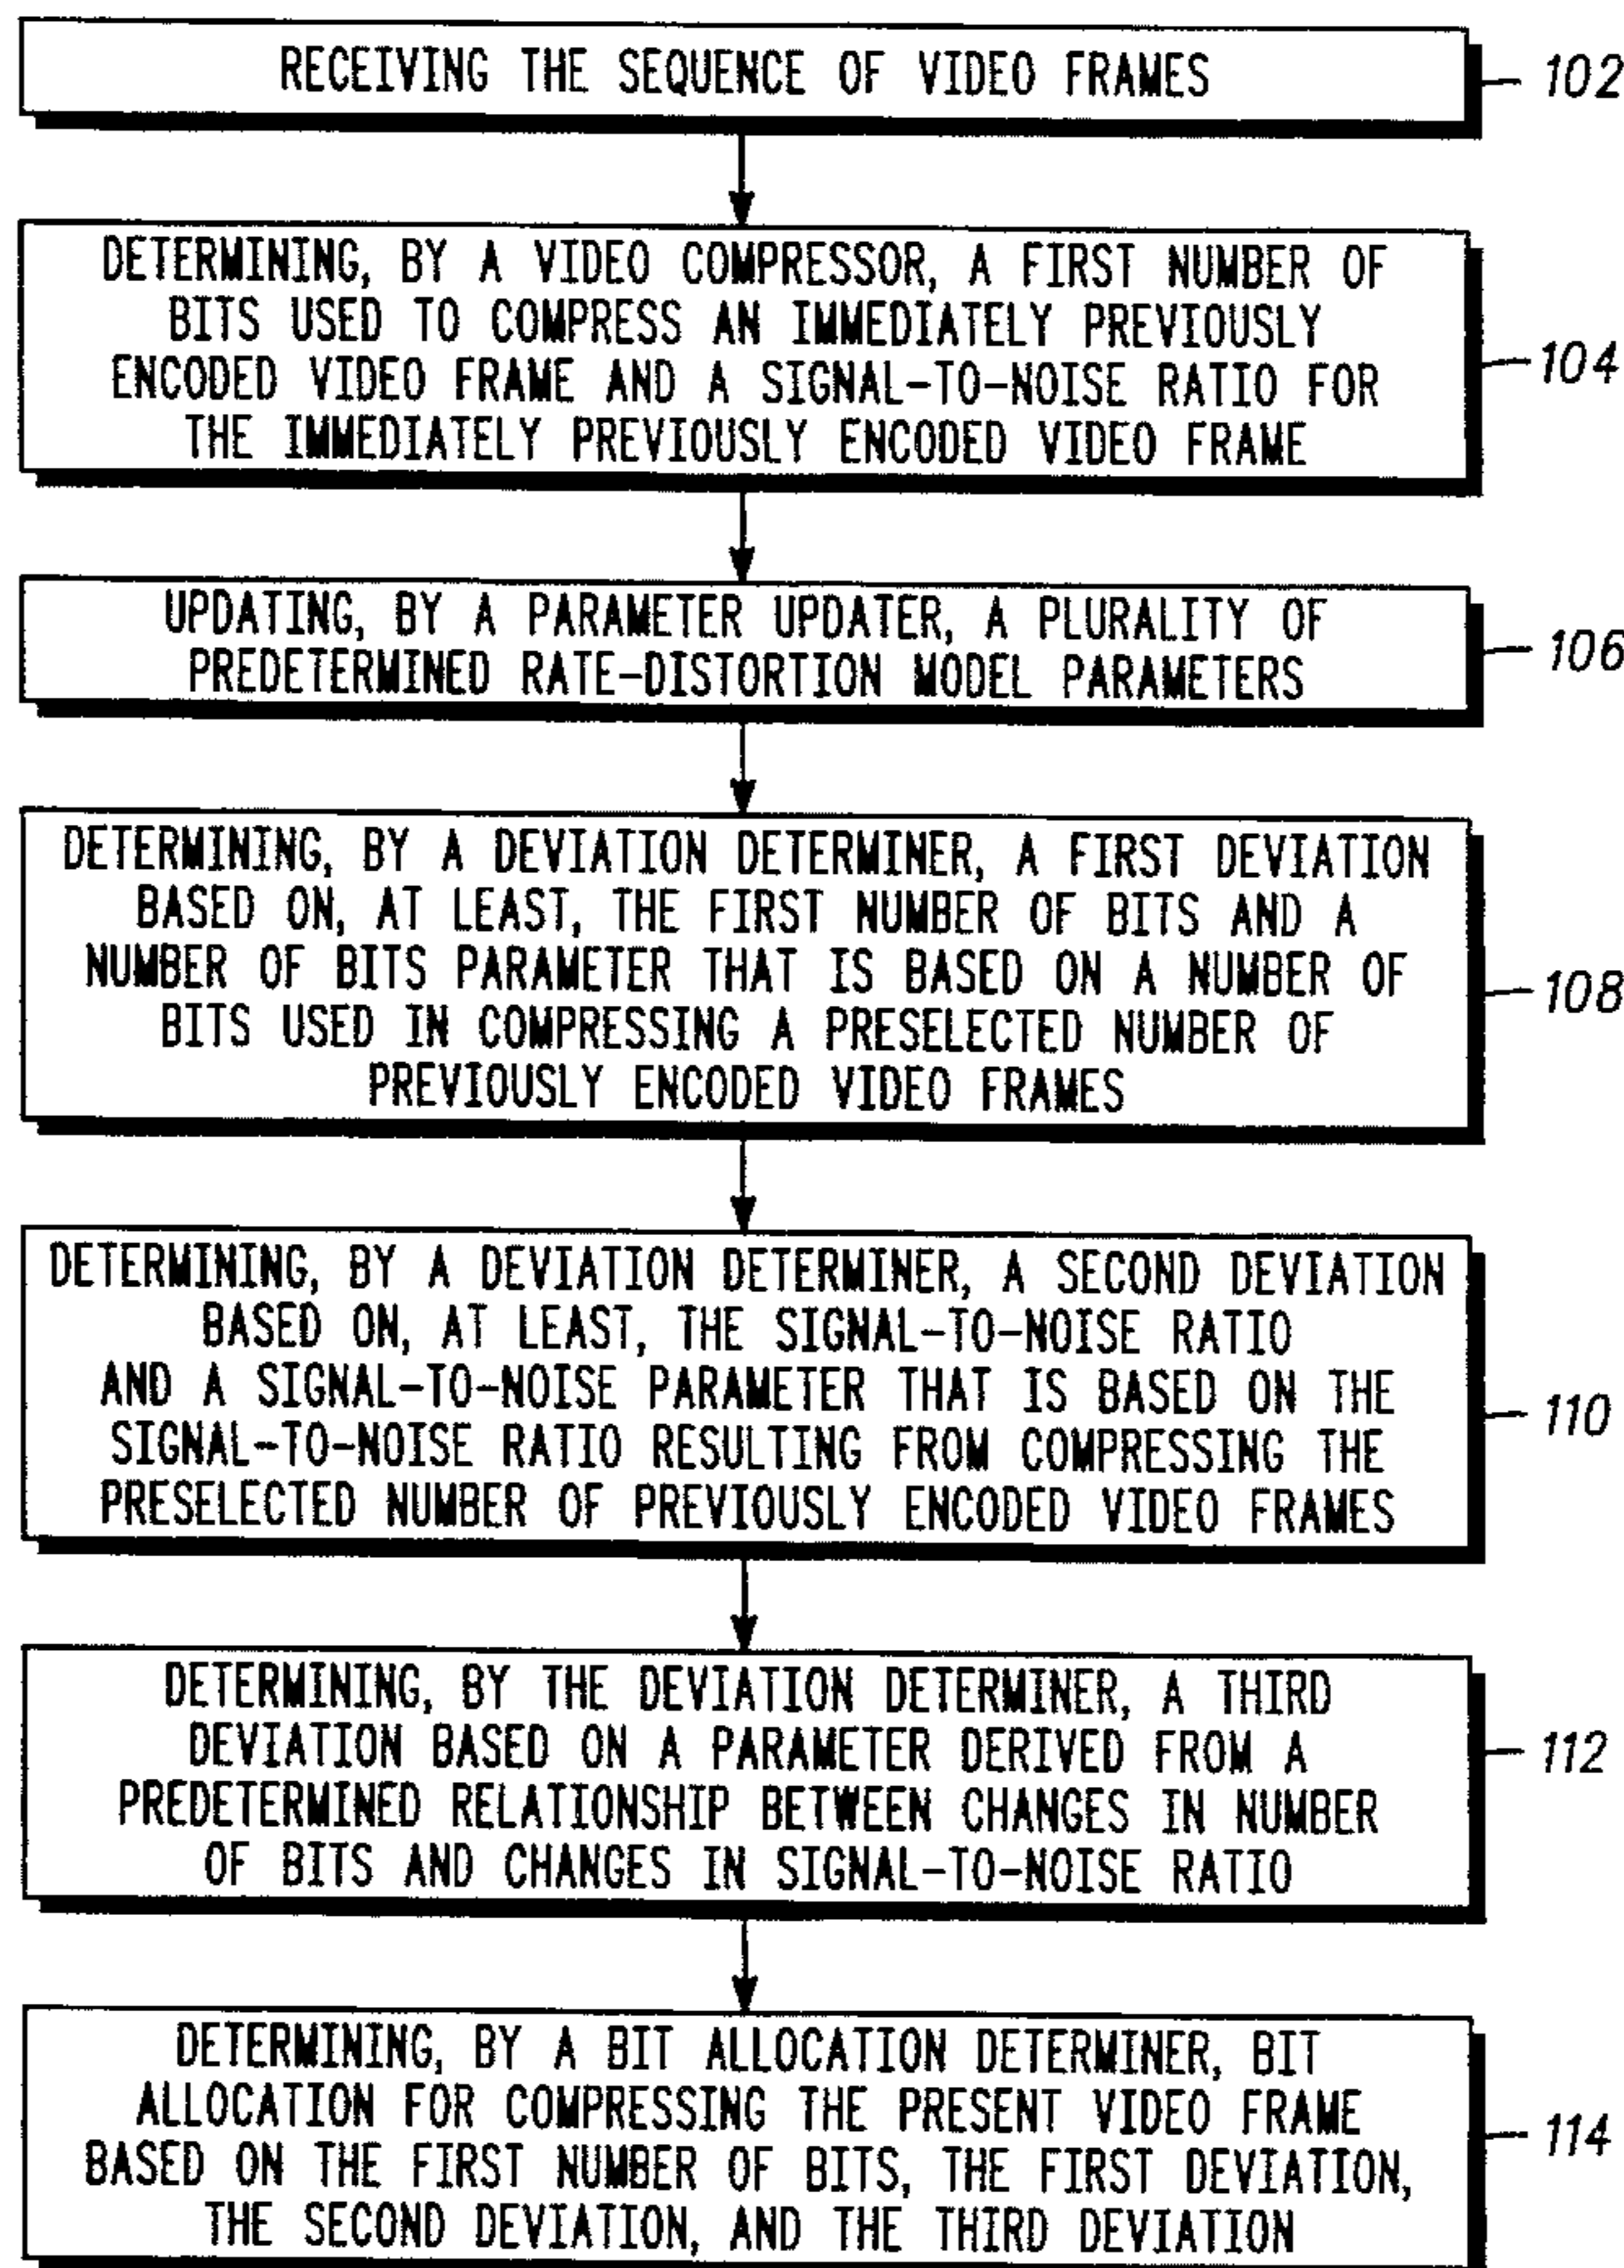 RECEIVING THE SEQUENCE OF VIDEO FRAMES
102
DETERMINING, BY A VIDEO COMPRESSOR, A FIRST NUMBER OF
BITS USED TO COMPRESS AN IMMEDIATELY PREVIOUSLY
ENCODED VIDEO FRAME AND A SIGNAL-TO-NOISE RATIO FOR
THE IMMEDIATELY PREVIOUSLY ENCODED VIDEO FRAME
104
UPDATING, BY A PARAMETER UPDATER, A PLURALITY OF
PREDETERMINED RATE-DISTORTION MODEL PARAMETERS
106
DETERMINING, BY A DEVIATION DETERMINER, A FIRST DEVIATION
BASED ON, AT LEAST, THE FIRST NUMBER OF BITS AND A
NUMBER OF BITS PARAMETER THAT IS BASED ON A NUMBER OF
BITS USED IN COMPRESSING A PRESELECTED NUMBER OF
PREVIOUSLY ENCODED VIDEO FRAMES
108
DETERMINING, BY A DEVIATION DETERMINER, A SECOND DEVIATION
BASED ON, AT LEAST, THE SIGNAL-TO-NOISE RATIO
AND A SIGNAL-TO-NOISE PARAMETER THAT IS BASED ON THE
SIGNAL-TO-NOISE RATIO RESULTING FROM COMPRESSING THE
PRESELECTED NUMBER OF PREVIOUSLY ENCODED VIDEO FRAMES
110
DETERMINING, BY THE DEVIATION DETERMINER, A THIRD
DEVIATION BASED ON A PARAMETER DERIVED FROM A
PREDETERMINED RELATIONSHIP BETWEEN CHANGES IN NUMBER
OF BITS AND CHANGES IN SIGNAL-TO-NOISE RATIO
112
DETERMINING, BY A BIT ALLOCATION DETERMINER, BIT
ALLOCATION FOR COMPRESSING THE PRESENT VIDEO FRAME
BASED ON THE FIRST NUMBER OF BITS, THE FIRST DEVIATION,
THE SECOND DEVIATION, AND THE THIRD DEVIATION
114